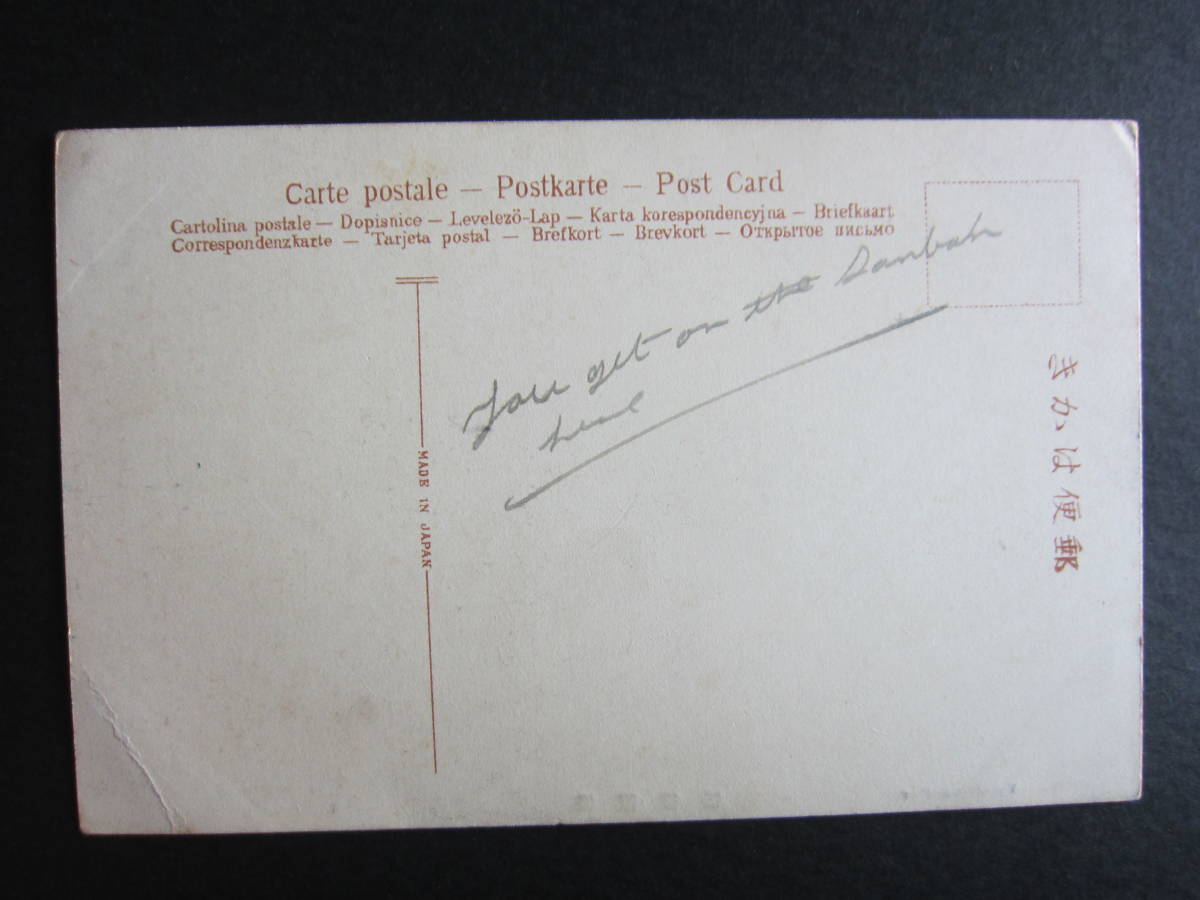 Carte postale — Postkarte — Post Card
Cartolina postale — Dopisnice — Levelezö-Lap — Karta korespondencyjna — Briefkaart
Correspondenzkarte — Tarjeta postal — Brefkort — Brevkort — Открытое письмо
You get on the Sanbah
here
MADE IN JAPAN
きかは便郵